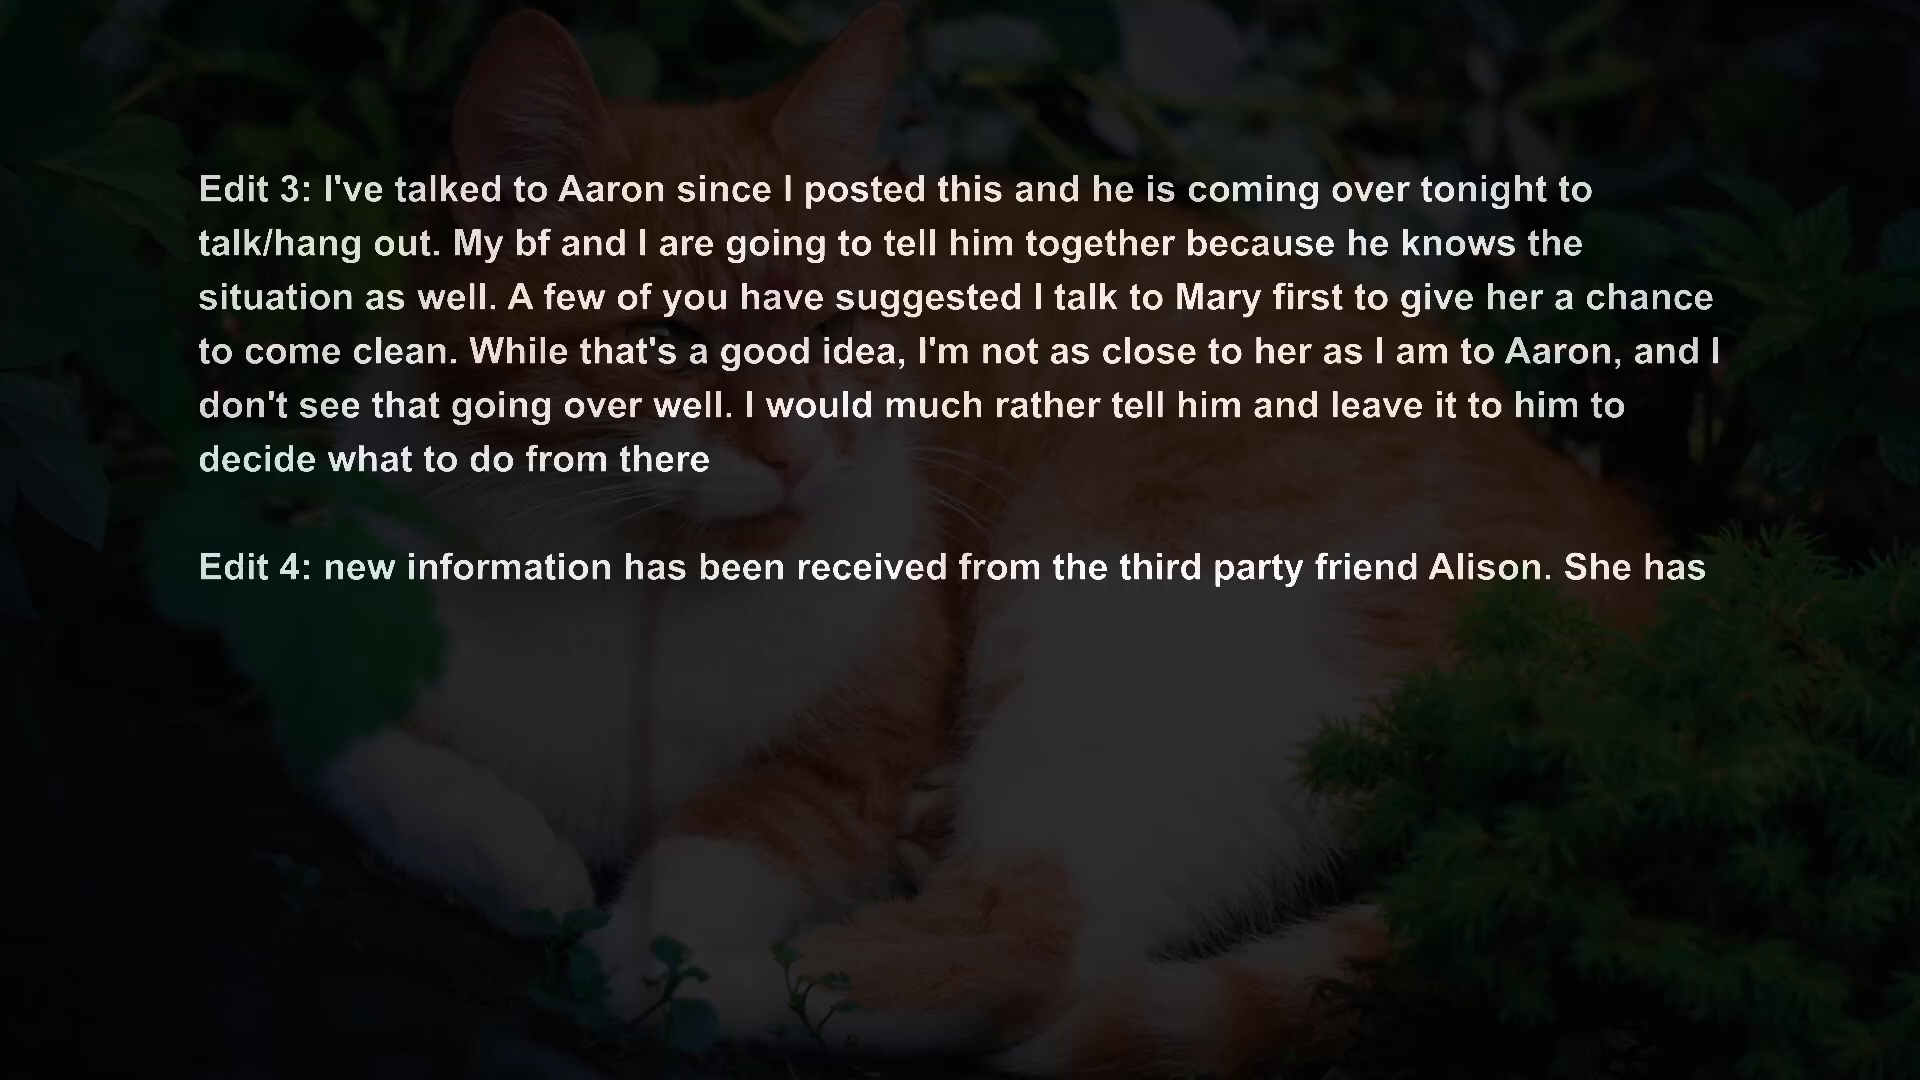 Edit 3: I've talked to Aaron since I posted this and he is coming over tonight to
talk/hang out. My bf and I are going to tell him together because he knows the
situation as well. A few of you have suggested I talk to Mary first to give her a chance
to come clean. While that's a good idea, I'm not as close to her as I am to Aaron, and I
don't see that going over well. I would much rather tell him and leave it to him to
decide what to do from there
Edit 4: new information has been received from the third party friend Alison. She has